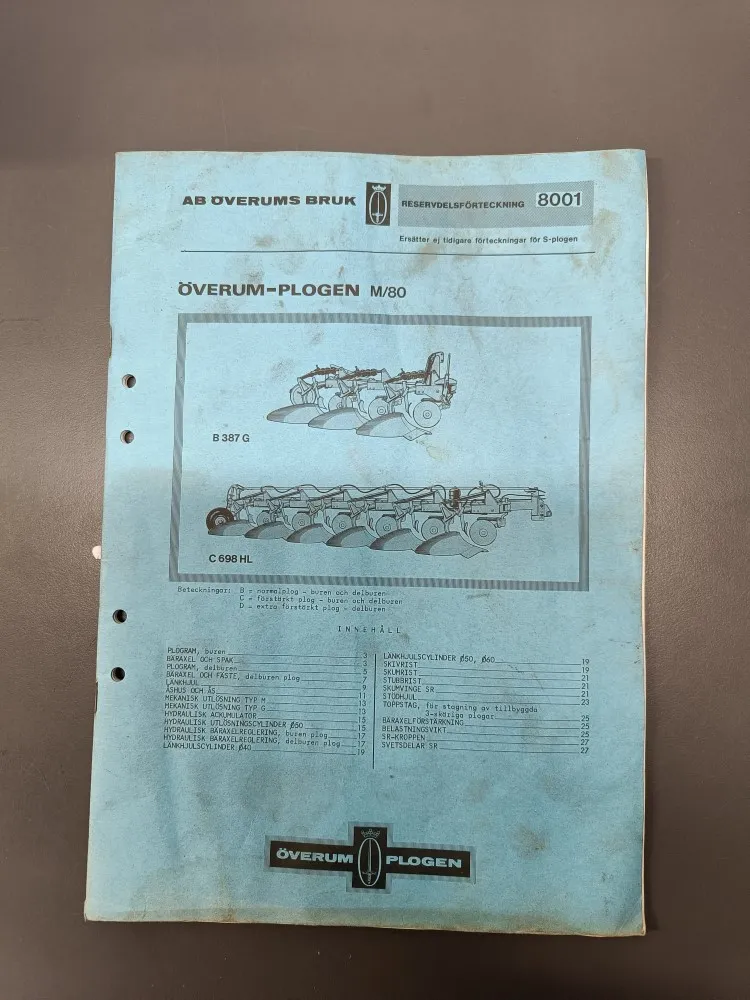 AB ÖVERUMS BRUK
RESERVDELSFÖRTECKNING 8001
Ersätter ej tidigare förteckningar för S-plogen
ÖVERUM-PLOGEN M/80
B 387 G
C 698 HL
Beteckningar: B = normalplog - buren och delburen
C = förstärkt plog - buren och delburen
D = extra förstärkt plog - delburen
INNEHÅLL
PLOGRAM, buren 3
BÄRAXEL OCH SPAK 3
PLOGRAM, delburen 5
BÄRAXEL OCH FÄSTE, delburen plog 7
LÄNKHJUL 9
ÅSHUS OCH ÅS 11
MEKANISK UTLÖSNING TYP M 13
MEKANISK UTLÖSNING TYP G 13
HYDRAULISK ACKUMULATOR 15
HYDRAULISK UTLÖSNINGSCYLINDER Ø50 15
HYDRAULISK BÄRAXELREGLERING, buren plog 17
HYDRAULISK BÄRAXELREGLERING, delburen plog 17
LÄNKHJULSCYLINDER Ø40 19
LÄNKHJULSCYLINDER Ø50, Ø60 19
SKIVRIST 19
SKUMRIST 21
STUBBRIST 21
SKUMVINGE SR 21
STÖDHJUL 23
TOPPSTAG, för stagning av tillbyggda
3-skäriga plogar 25
BÄRAXELFÖRSTÄRKNING 25
BELASTNINGSVIKT 25
SR-KROPPEN 27
SVETSDELAR SR 27
ÖVERUM PLOGEN